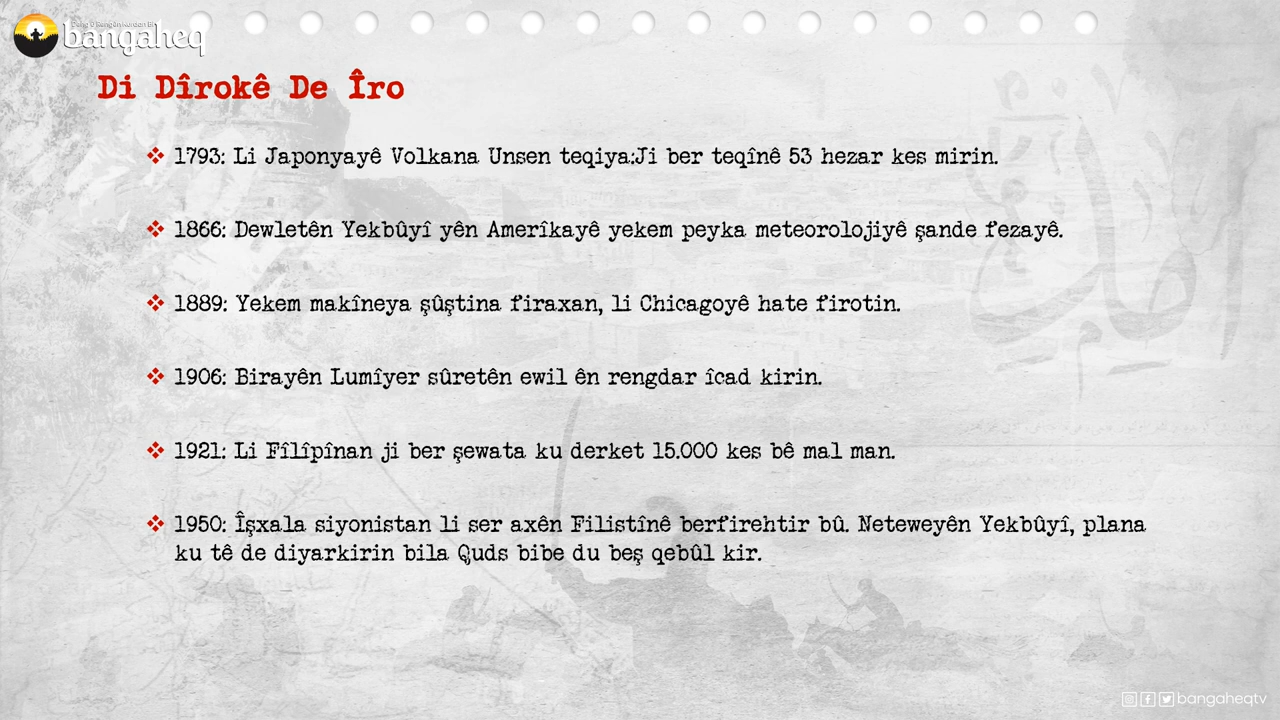 Deng û Rengên Kurdan Bi
bangaheq
Di Dîrokê De Îro
1793: Li Japonyayê Volkana Unsen teqiya:Ji ber teqînê 53 hezar kes mirin.
1866: Dewletên Yekbûyî yên Amerîkayê yekem peyka meteorolojiyê şande fezayê.
1889: Yekem makîneya şûştina firaxan, li Chicagoyê hate firotin.
1906: Birayên Lumîyer sûretên ewil ên rengdar îcad kirin.
1921: Li Fîlîpînan ji ber şewata ku derket 15.000 kes bê mal man.
1950: Îşxala siyonistan li ser axên Filistînê berfirehtir bû. Neteweyên Yekbûyî, plana
ku tê de diyarkirin bila Quds bibe du beş qebûl kir.
bangaheqtv